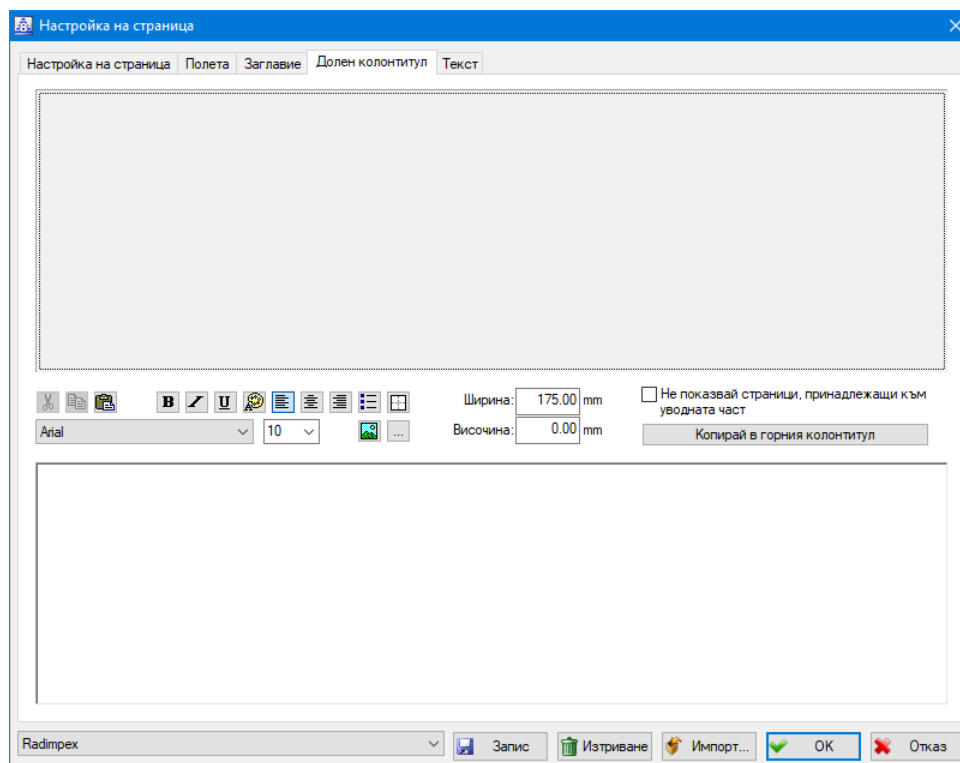 Настройка на страница
Настройка на страница Полета Заглавие Долен колонтитул Текст
B I U Ширина: 175.00 mm Не показвай страници, принадлежащи към
уводната част
Arial 10 ... Височина: 0.00 mm Копирай в горния колонтитул
Radimpex Запис Изтриване Импорт... OK Отказ